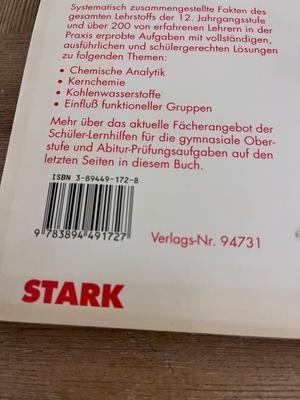 Systematisch zusammengestellte Fakten des
gesamten Lehrstoffs der 12. Jahrgangsstufe
und über 200 von erfahrenen Lehrern in der
Praxis erprobte Aufgaben mit vollständigen,
ausführlichen und schülergerechten Lösungen
zu folgenden Themen:
• Chemische Analytik
• Kernchemie
• Kohlenwasserstoffe
• Einfluß funktioneller Gruppen
Mehr über das aktuelle Fächerangebot der
Schüler-Lernhilfen für die gymnasiale Ober-
stufe und Abitur-Prüfungsaufgaben auf den
letzten Seiten in diesem Buch.
ISBN 3-89449-172-8
9 783894 491727
Verlags-Nr. 94731
STARK